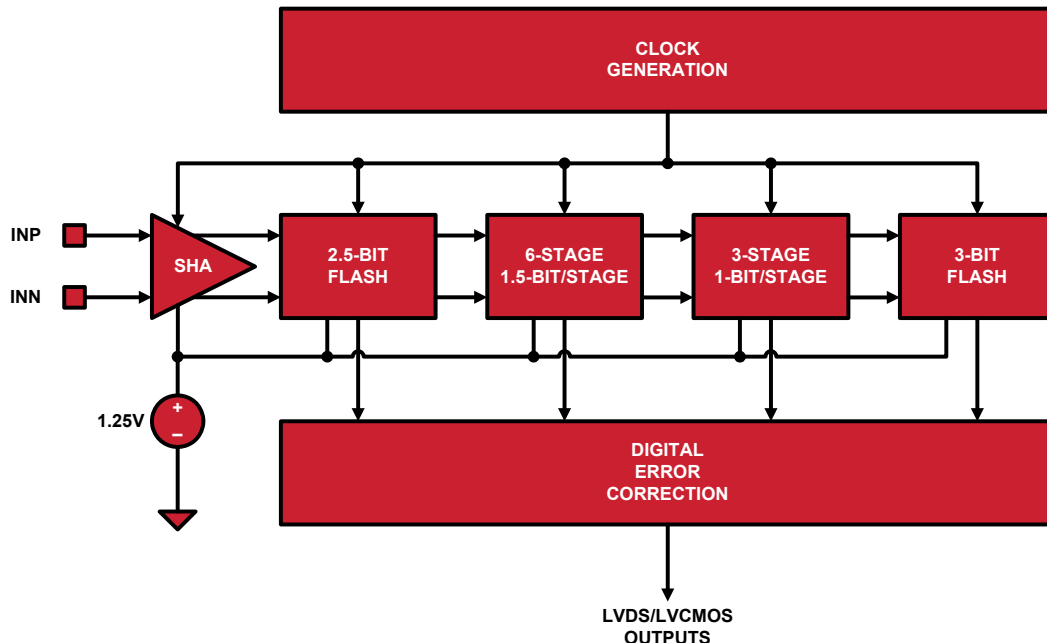 CLOCK
GENERATION
INP
INN
SHA
2.5-BIT
FLASH
6-STAGE
1.5-BIT/STAGE
3-STAGE
1-BIT/STAGE
3-BIT
FLASH
1.25V
+
–
DIGITAL
ERROR
CORRECTION
LVDS/LVCMOS
OUTPUTS